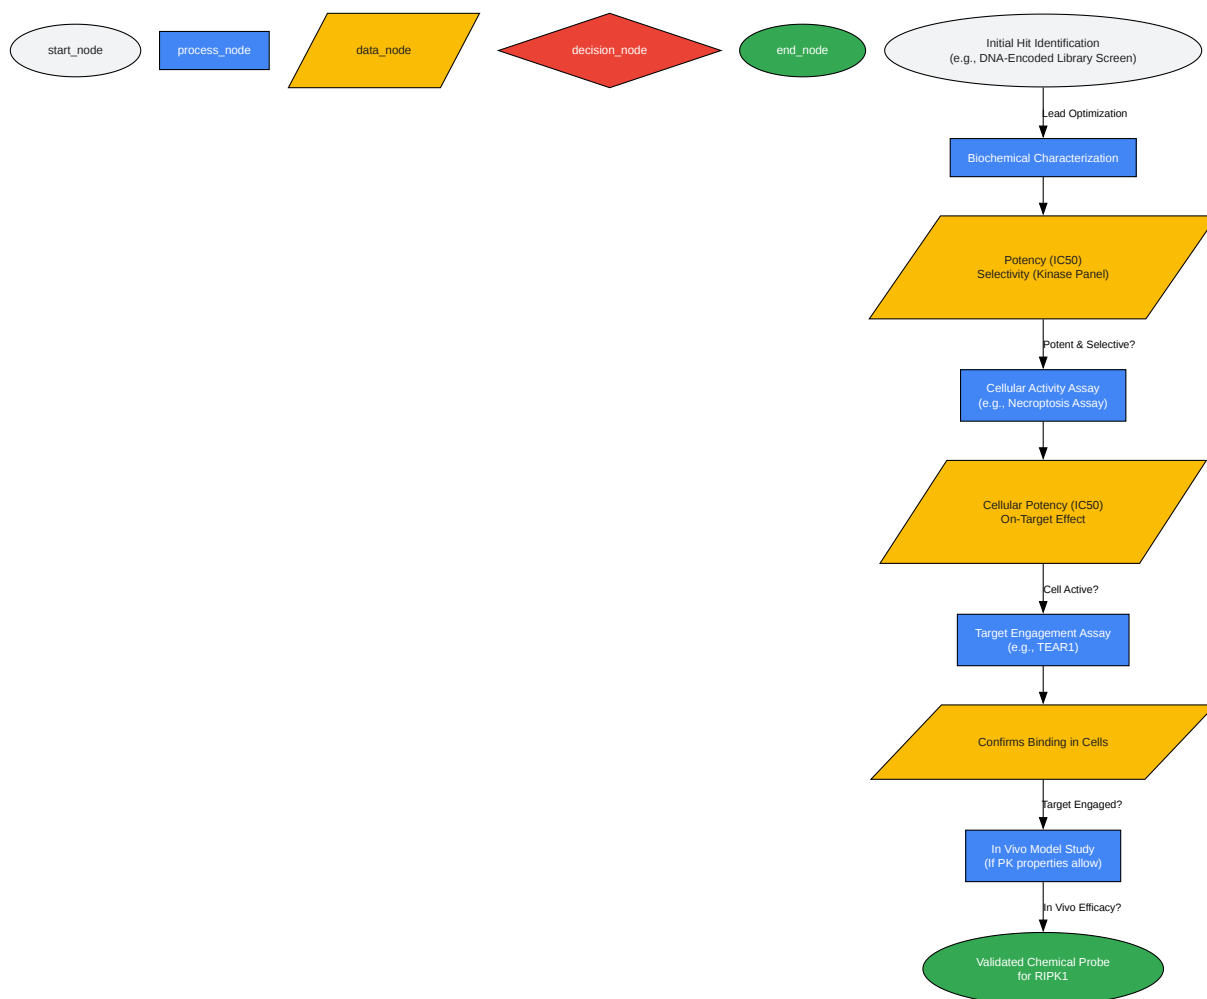 start_node
process_node
data_node
decision_node
end_node
Initial Hit Identification
(e.g., DNA-Encoded Library Screen)
Lead Optimization
Biochemical Characterization
Potency (IC50)
Selectivity (Kinase Panel)
Potent & Selective?
Cellular Activity Assay
(e.g., Necroptosis Assay)
Cellular Potency (IC50)
On-Target Effect
Cell Active?
Target Engagement Assay
(e.g., TEAR1)
Confirms Binding in Cells
Target Engaged?
In Vivo Model Study
(If PK properties allow)
In Vivo Efficacy?
Validated Chemical Probe
for RIPK1